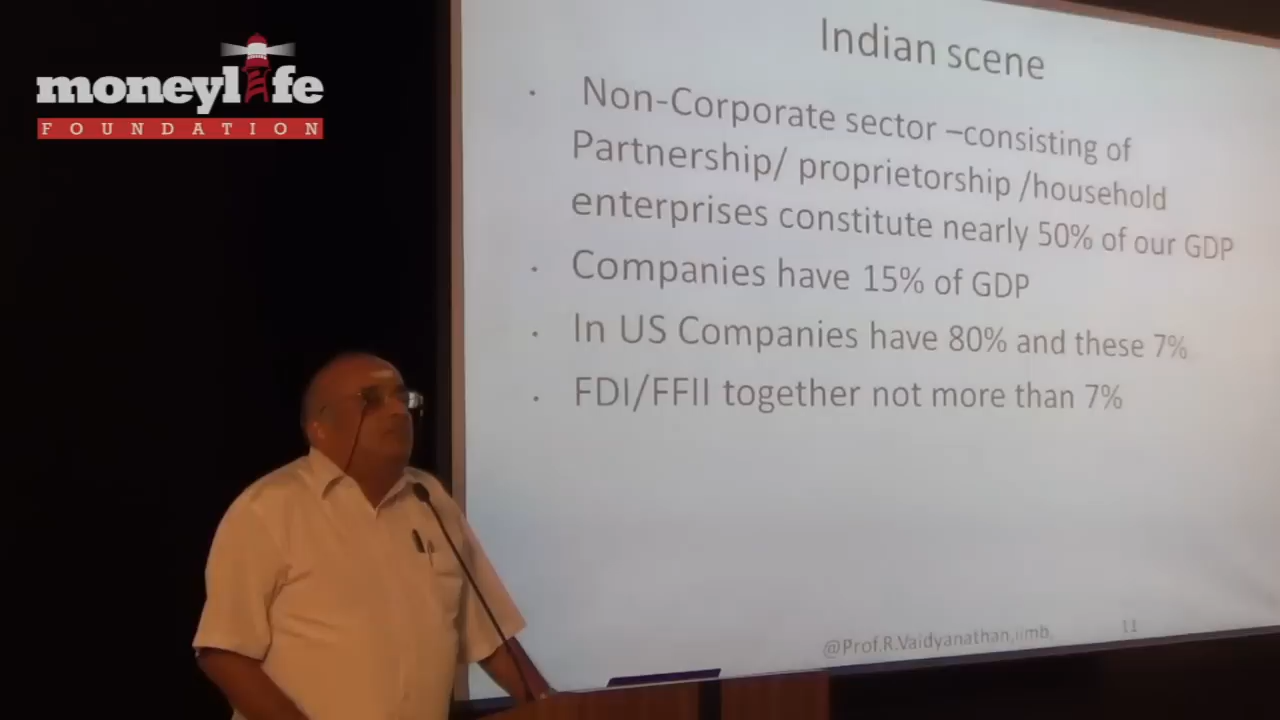 moneylife
FOUNDATION
Indian scene
• Non-Corporate sector –consisting of
Partnership/ proprietorship /household
enterprises constitute nearly 50% of our GDP
• Companies have 15% of GDP
• In US Companies have 80% and these 7%
• FDI/FFII together not more than 7%
@Prof.R.Vaidyanathan,iimb,
11